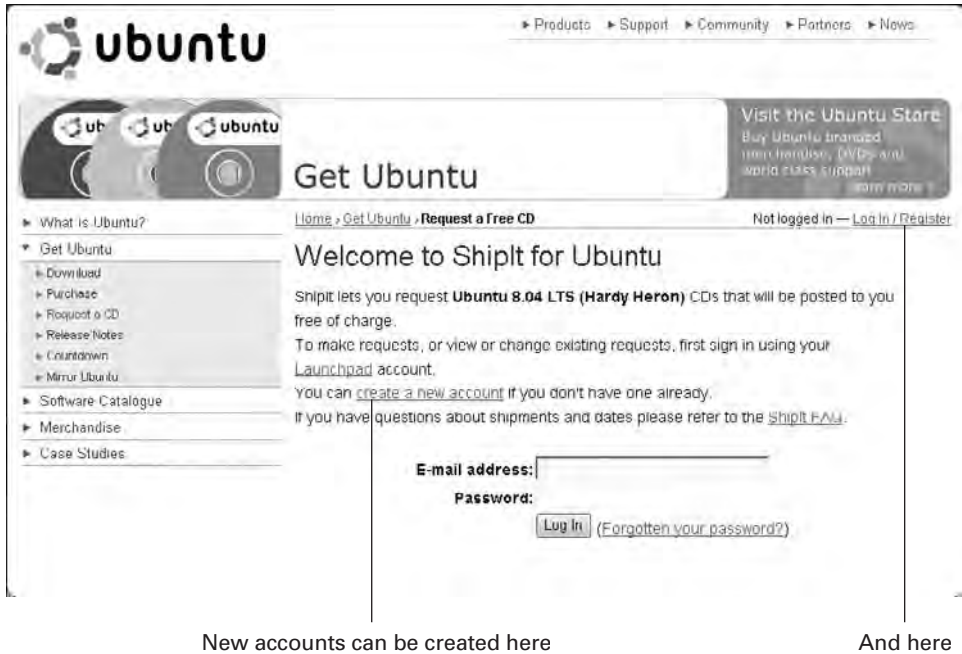 ubuntu
Products Support Community Partners News
ub ub ubuntu
Get Ubuntu
Visit the Ubuntu Store
Buy Ubuntu branded
merchandise, DVDs and
world class support
learn more
What is Ubuntu?
Get Ubuntu
Download
Purchase
Request a CD
Release Notes
Countdown
Mirror Ubuntu
Software Catalogue
Merchandise
Case Studies
Home › Get Ubuntu › Request a Free CD
Not logged in — Log In / Register
Welcome to ShipIt for Ubuntu
ShipIt lets you request Ubuntu 8.04 LTS (Hardy Heron) CDs that will be posted to you
free of charge.
To make requests, or view or change existing requests, first sign in using your
Launchpad account.
You can create a new account if you don't have one already.
If you have questions about shipments and dates please refer to the ShipIt FAQ.
E-mail address:
Password:
Log In (Forgotten your password?)
New accounts can be created here
And here